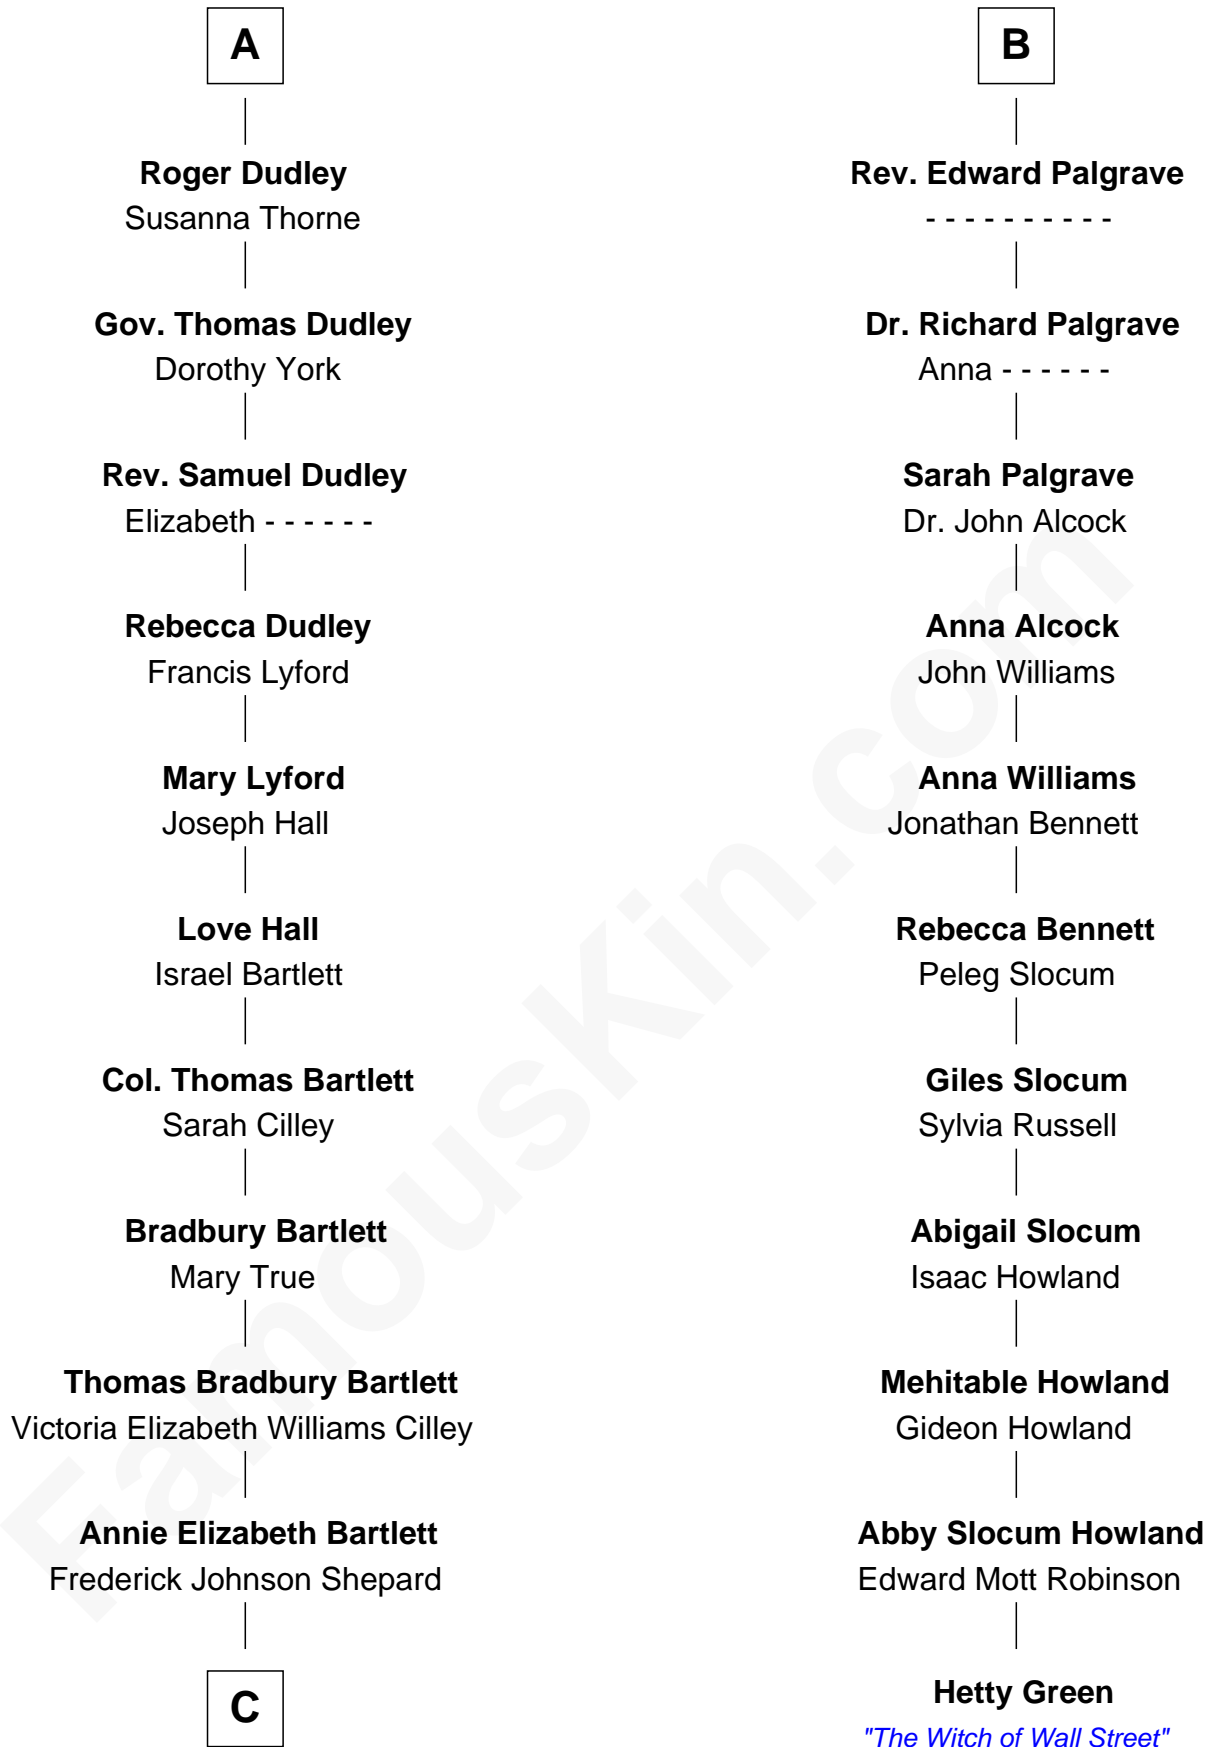 A
Roger Dudley
Susanna Thorne
Gov. Thomas Dudley
Dorothy York
Rev. Samuel Dudley
Elizabeth - - - - - -
Rebecca Dudley
Francis Lyford
Mary Lyford
Joseph Hall
Love Hall
Israel Bartlett
Col. Thomas Bartlett
Sarah Cilley
Bradbury Bartlett
Mary True
Thomas Bradbury Bartlett
Victoria Elizabeth Williams Cilley
Annie Elizabeth Bartlett
Frederick Johnson Shepard
C
B
Rev. Edward Palgrave
- - - - - - - - - -
Dr. Richard Palgrave
Anna - - - - - -
Sarah Palgrave
Dr. John Alcock
Anna Alcock
John Williams
Anna Williams
Jonathan Bennett
Rebecca Bennett
Peleg Slocum
Giles Slocum
Sylvia Russell
Abigail Slocum
Isaac Howland
Mehitable Howland
Gideon Howland
Abby Slocum Howland
Edward Mott Robinson
Hetty Green
"The Witch of Wall Street"
FamousKin.com